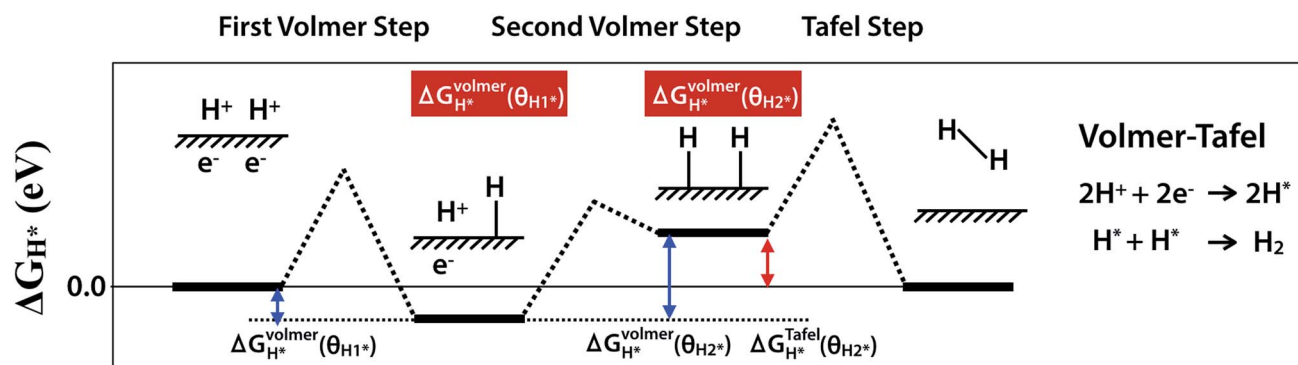 First Volmer Step Second Volmer Step Tafel Step
ΔG_H*^volmer(θ_H1*) ΔG_H*^volmer(θ_H2*)
H⁺ H⁺
e⁻ e⁻
H⁺ H
e⁻
H H
H H
Volmer-Tafel
2H⁺ + 2e⁻ → 2H*
H* + H* → H₂
ΔG_H* (eV)
0.0
ΔG_H*^volmer(θ_H1*) ΔG_H*^volmer(θ_H2*) ΔG_H*^Tafel(θ_H2*)